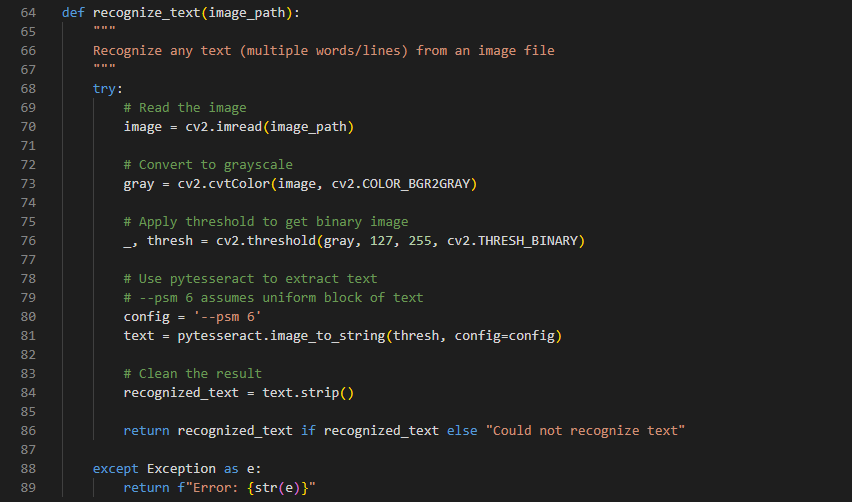 64 def recognize_text(image_path):
65     """
66     Recognize any text (multiple words/lines) from an image file
67     """
68     try:
69         # Read the image
70         image = cv2.imread(image_path)
71
72         # Convert to grayscale
73         gray = cv2.cvtColor(image, cv2.COLOR_BGR2GRAY)
74
75         # Apply threshold to get binary image
76         _, thresh = cv2.threshold(gray, 127, 255, cv2.THRESH_BINARY)
77
78         # Use pytesseract to extract text
79         # --psm 6 assumes uniform block of text
80         config = '--psm 6'
81         text = pytesseract.image_to_string(thresh, config=config)
82
83         # Clean the result
84         recognized_text = text.strip()
85
86         return recognized_text if recognized_text else "Could not recognize text"
87
88     except Exception as e:
89         return f"Error: {str(e)}"